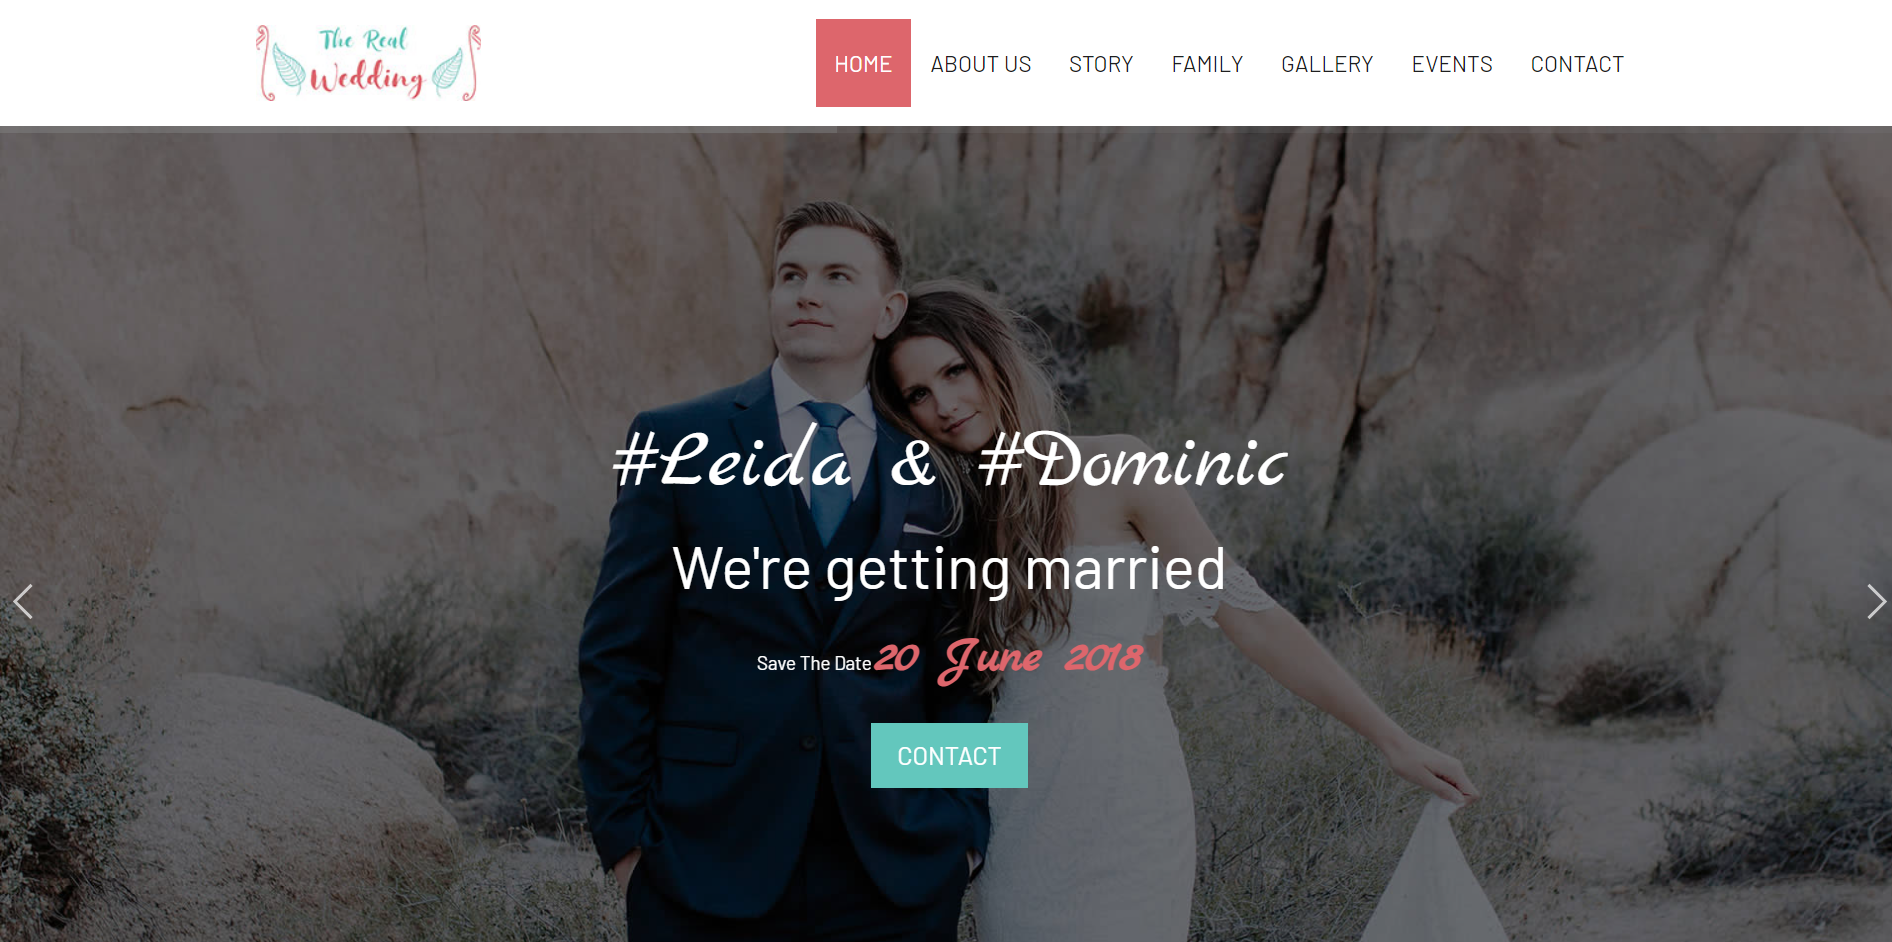 The Real
Wedding
HOME ABOUT US STORY FAMILY GALLERY EVENTS CONTACT
#Leida & #Dominic
We're getting married
Save The Date 20 June 2018
CONTACT